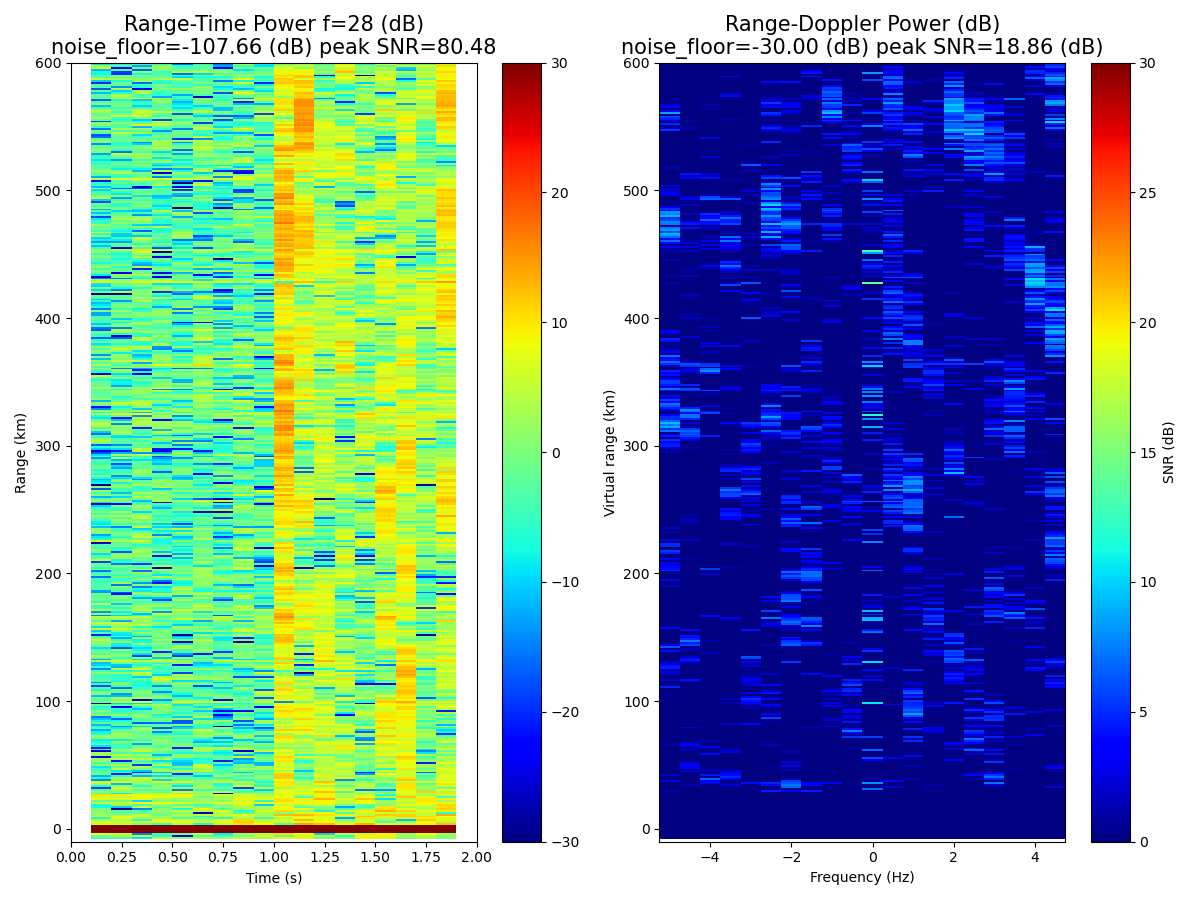 Range-Time Power f=28 (dB)
noise_floor=-107.66 (dB) peak SNR=80.48
Range-Doppler Power (dB)
noise_floor=-30.00 (dB) peak SNR=18.86 (dB)
600
500
400
300
200
100
0
Range (km)
0.00 0.25 0.50 0.75 1.00 1.25 1.50 1.75 2.00
Time (s)
30
20
10
0
−10
−20
−30
600
500
400
300
200
100
0
Virtual range (km)
−4 −2 0 2 4
Frequency (Hz)
30
25
20
15
10
5
0
SNR (dB)